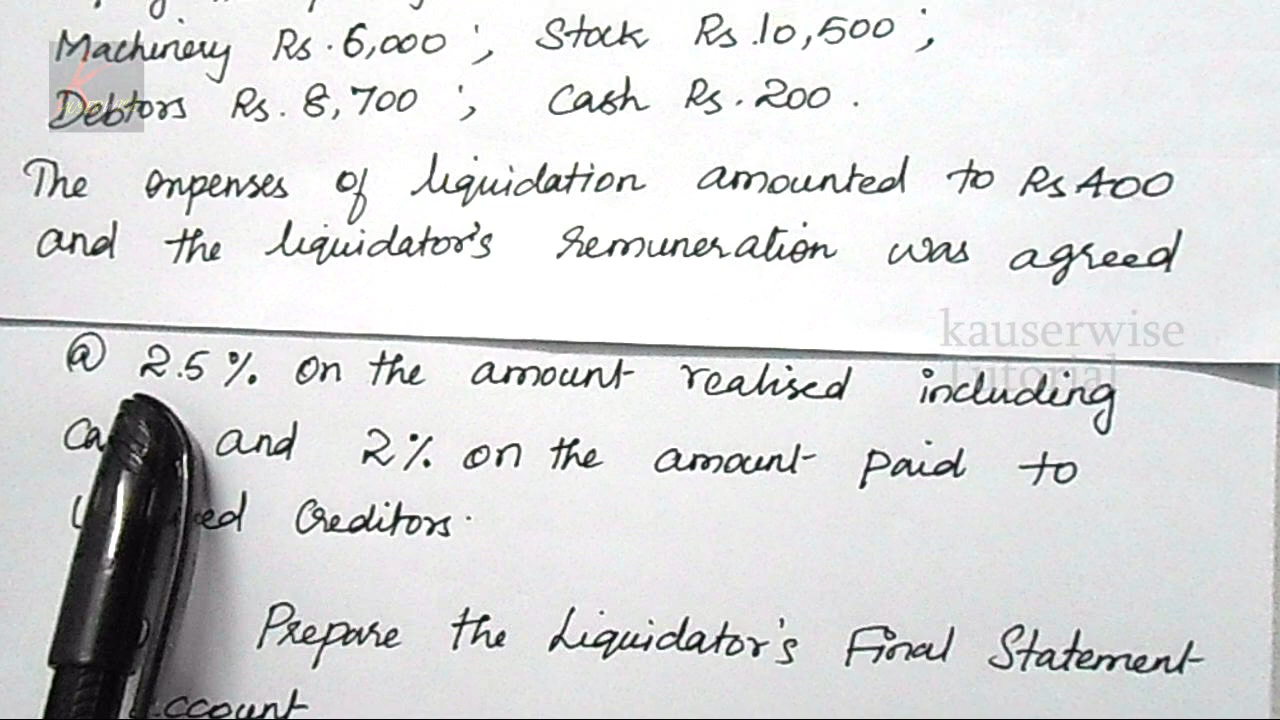 Machinery Rs. 6,000 ; Stock Rs. 10,500 ;
Debtors Rs. 8,700 ; Cash Rs. 200 .
The expenses of liquidation amounted to Rs 400
and the liquidator's remuneration was agreed
kauserwise
Tutorial
@ 2.5 %. on the amount realised including
and 2 %. on the amount paid to
Creditors.
Prepare the Liquidator's Final Statement